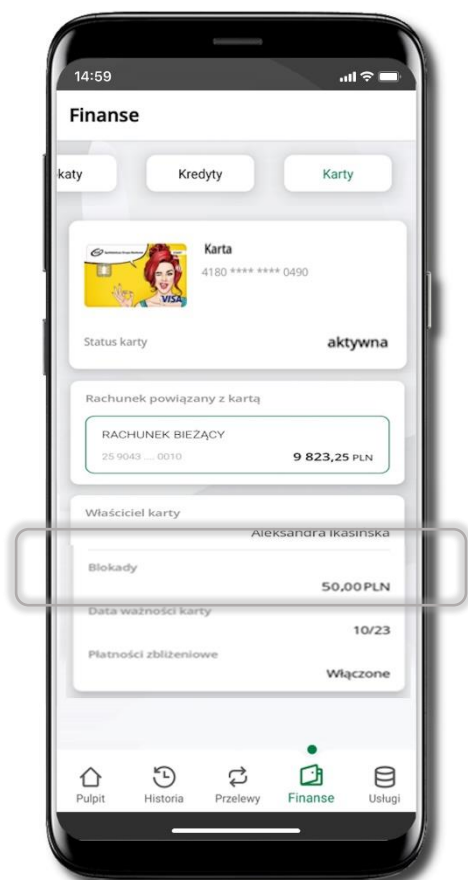 14:59
Finanse
katy
Kredyty
Karty
Karta
4180 **** **** 0490
VISA
Status karty
aktywna
Rachunek powiązany z kartą
RACHUNEK BIEŻĄCY
25 9043 .... 0010
9 823,25 PLN
Właściciel karty
Aleksandra Ikasinska
Blokady
50,00 PLN
Data ważności karty
10/23
Płatności zbliżeniowe
Włączone
Pulpit
Historia
Przelewy
Finanse
Usługi